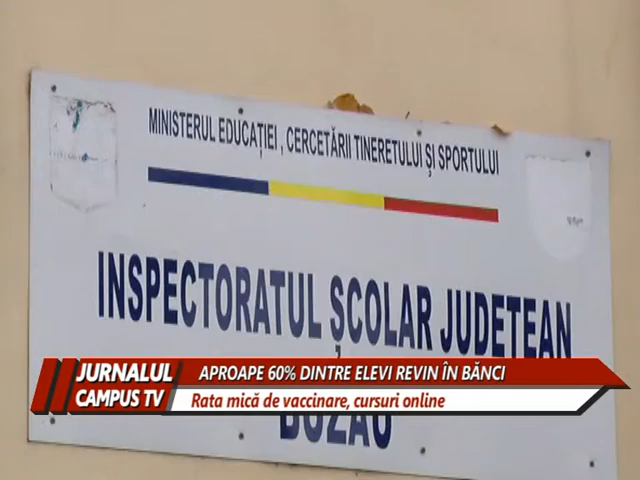 MINISTERUL EDUCAȚIEI , CERCETĂRII TINERETULUI ȘI SPORTULUI
INSPECTORATUL ȘCOLAR JUDEȚEAN
BUZĂU
JURNALUL
CAMPUS TV
APROAPE 60% DINTRE ELEVI REVIN ÎN BĂNCI
Rata mică de vaccinare, cursuri online